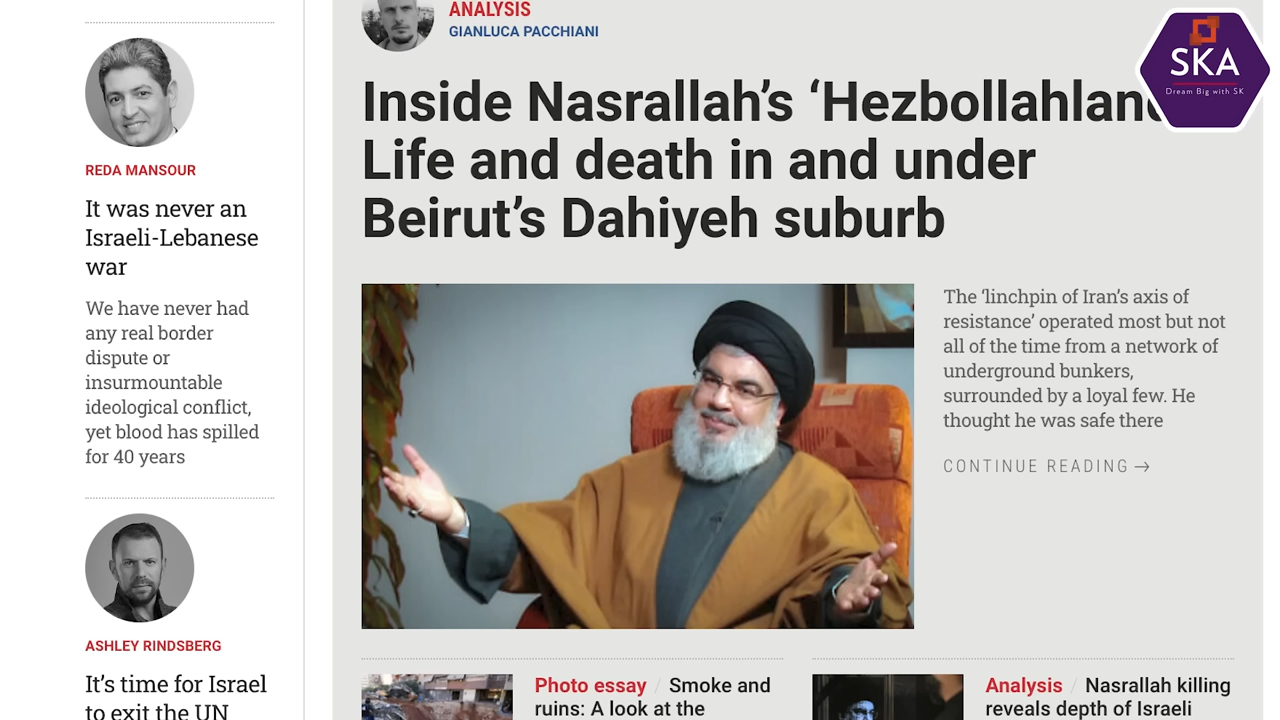 REDA MANSOUR
It was never an
Israeli-Lebanese
war
We have never had
any real border
dispute or
insurmountable
ideological conflict,
yet blood has spilled
for 40 years
ASHLEY RINDSBERG
It's time for Israel
to exit the UN
ANALYSIS
GIANLUCA PACCHIANI
Inside Nasrallah's ‘Hezbollahland
Life and death in and under
Beirut's Dahiyeh suburb
The ‘linchpin of Iran's axis of
resistance’ operated most but not
all of the time from a network of
underground bunkers,
surrounded by a loyal few. He
thought he was safe there
CONTINUE READING →
Photo essay / Smoke and
ruins: A look at the
Analysis / Nasrallah killing
reveals depth of Israeli
SKA
Dream Big with SK